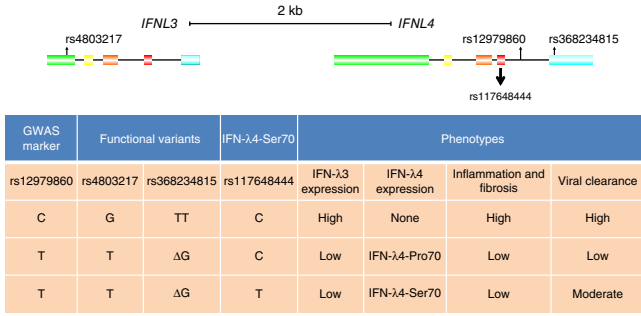 2 kb
IFNL3 IFNL4
rs4803217 rs12979860 rs368234815
rs117648444
GWAS marker Functional variants IFN-λ4-Ser70 Phenotypes
rs12979860 rs4803217 rs368234815 rs117648444 IFN-λ3 expression IFN-λ4 expression Inflammation and fibrosis Viral clearance
C G TT C High None High High
T T ΔG C Low IFN-λ4-Pro70 Low Low
T T ΔG T Low IFN-λ4-Ser70 Low Moderate